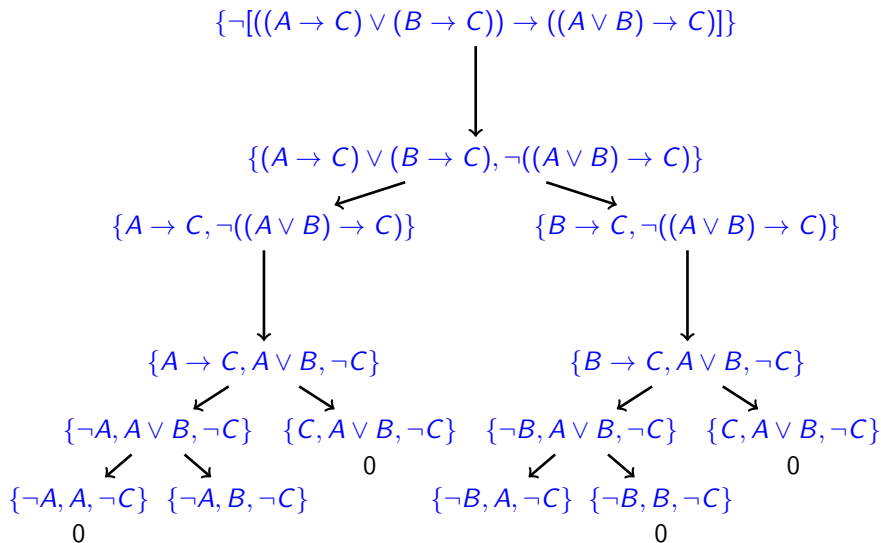 {¬[((A → C) ∨ (B → C)) → ((A ∨ B) → C)]}
{(A → C) ∨ (B → C), ¬((A ∨ B) → C)}
{A → C, ¬((A ∨ B) → C)} {B → C, ¬((A ∨ B) → C)}
{A → C, A ∨ B, ¬C} {B → C, A ∨ B, ¬C}
{¬A, A ∨ B, ¬C} {C, A ∨ B, ¬C} {¬B, A ∨ B, ¬C} {C, A ∨ B, ¬C}
0 0
{¬A, A, ¬C} {¬A, B, ¬C} {¬B, A, ¬C} {¬B, B, ¬C}
0 0